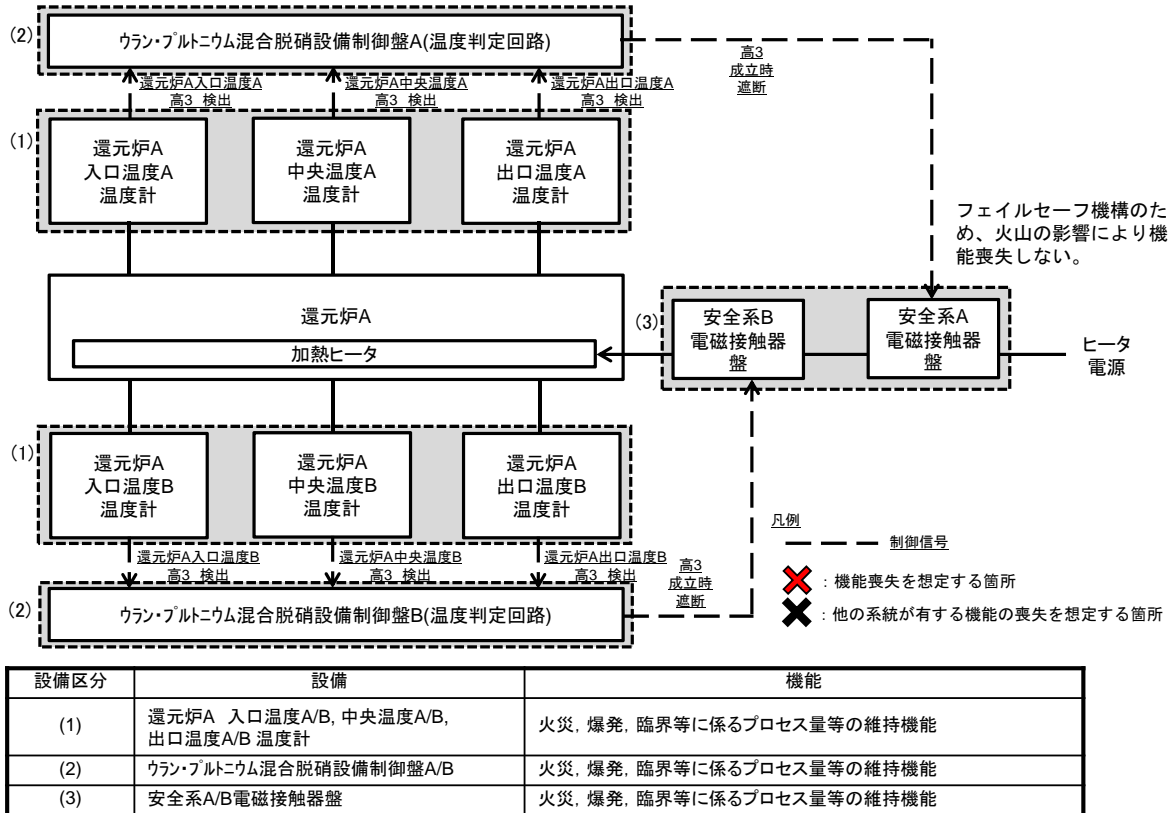 (2)
ウラン・プルトニウム混合脱硝設備制御盤A(温度判定回路)
高3
成立時
遮断
還元炉A入口温度A
高3 検出
還元炉A中央温度A
高3 検出
還元炉A出口温度A
高3 検出
(1)
還元炉A
入口温度A
温度計
還元炉A
中央温度A
温度計
還元炉A
出口温度A
温度計
フェイルセーフ機構のた
め、火山の影響により機
能喪失しない。
還元炉A
加熱ヒータ
(3)
安全系B
電磁接触器
盤
安全系A
電磁接触器
盤
ヒータ
電源
(1)
還元炉A
入口温度B
温度計
還元炉A
中央温度B
温度計
還元炉A
出口温度B
温度計
還元炉A入口温度B
高3 検出
還元炉A中央温度B
高3 検出
還元炉A出口温度B
高3 検出
高3
成立時
遮断
(2)
ウラン・プルトニウム混合脱硝設備制御盤B(温度判定回路)
凡例
制御信号
：機能喪失を想定する箇所
：他の系統が有する機能の喪失を想定する箇所
設備区分 設備 機能
(1) 還元炉A 入口温度A/B, 中央温度A/B, 火災, 爆発, 臨界等に係るプロセス量等の維持機能
出口温度A/B 温度計
(2) ウラン・プルトニウム混合脱硝設備制御盤A/B 火災, 爆発, 臨界等に係るプロセス量等の維持機能
(3) 安全系A/B電磁接触器盤 火災, 爆発, 臨界等に係るプロセス量等の維持機能